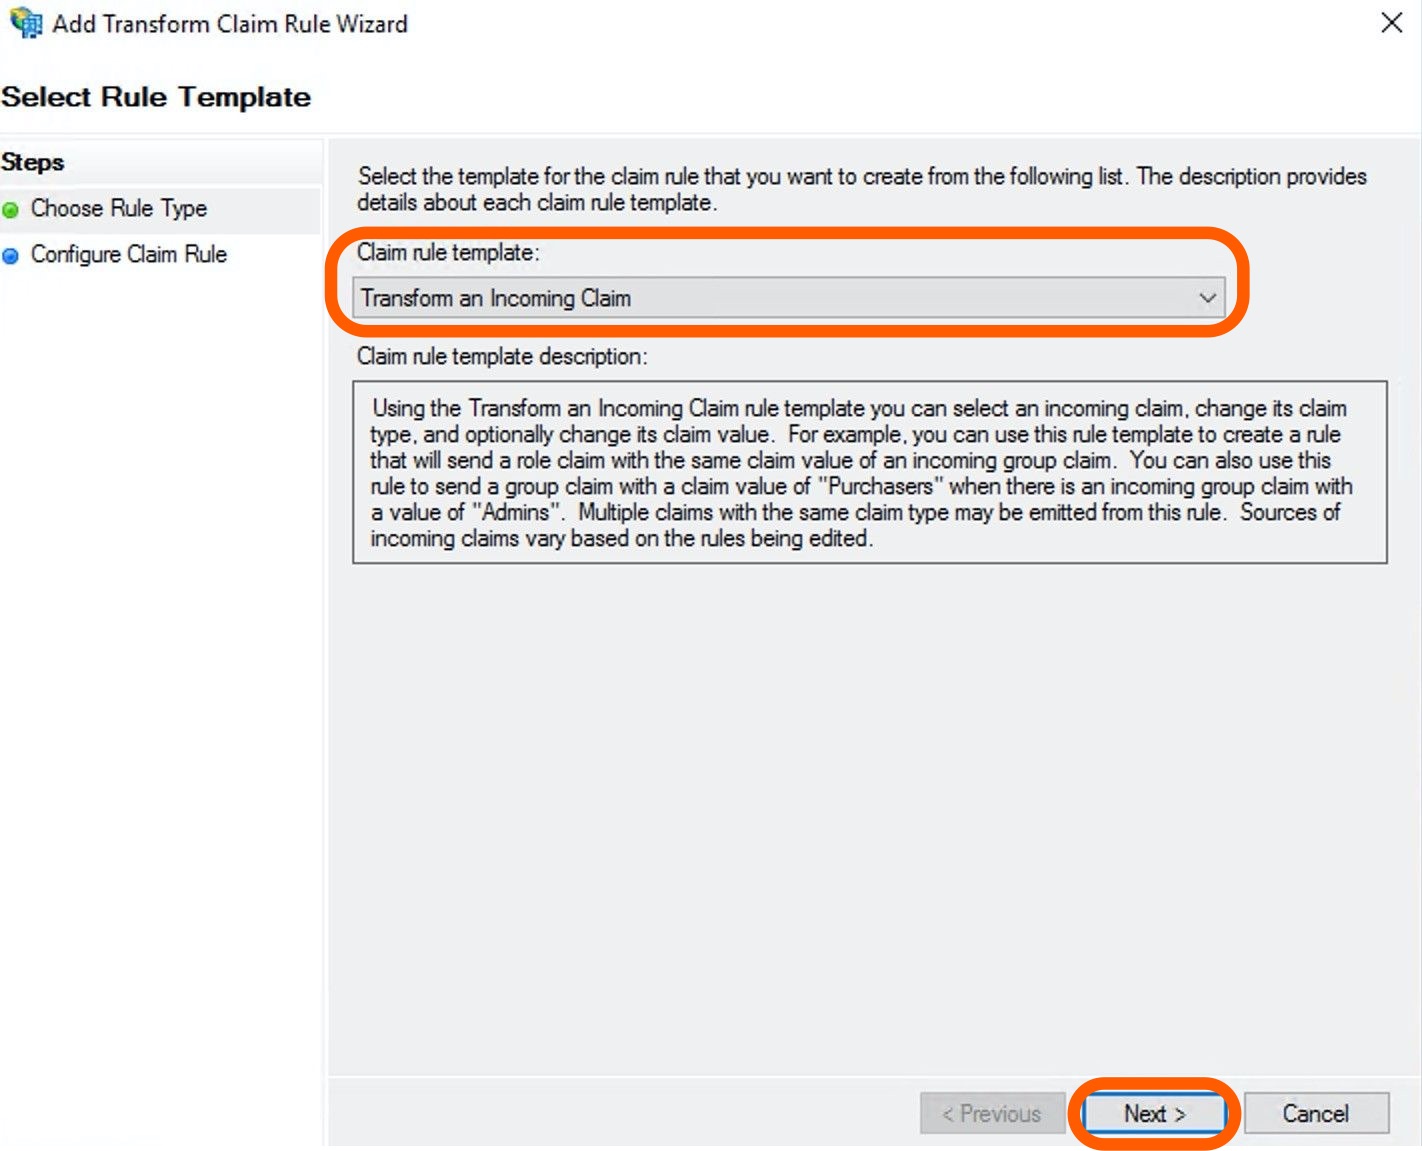 Add Transform Claim Rule Wizard
Select Rule Template
Steps
Choose Rule Type
Configure Claim Rule
Select the template for the claim rule that you want to create from the following list. The description provides
details about each claim rule template.
Claim rule template:
Transform an Incoming Claim
Claim rule template description:
Using the Transform an Incoming Claim rule template you can select an incoming claim, change its claim
type, and optionally change its claim value.  For example, you can use this rule template to create a rule
that will send a role claim with the same claim value of an incoming group claim.  You can also use this
rule to send a group claim with a claim value of "Purchasers" when there is an incoming group claim with
a value of "Admins".  Multiple claims with the same claim type may be emitted from this rule.  Sources of
incoming claims vary based on the rules being edited.
< Previous
Next >
Cancel